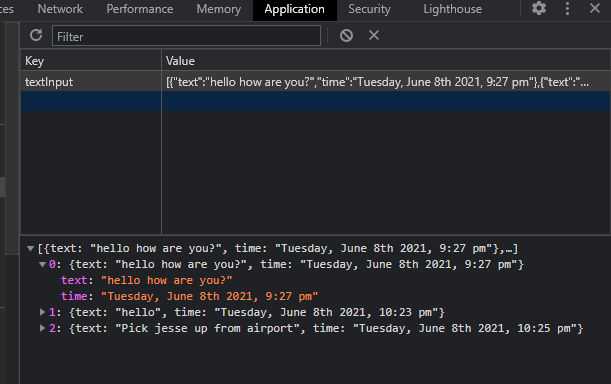 ces Network Performance Memory Application Security Lighthouse
Filter
Key Value
textInput [{"text":"hello how are you?","time":"Tuesday, June 8th 2021, 9:27 pm"},{"text":"...
[{text: "hello how are you?", time: "Tuesday, June 8th 2021, 9:27 pm"},…]
0: {text: "hello how are you?", time: "Tuesday, June 8th 2021, 9:27 pm"}
text: "hello how are you?"
time: "Tuesday, June 8th 2021, 9:27 pm"
1: {text: "hello", time: "Tuesday, June 8th 2021, 10:23 pm"}
2: {text: "Pick jesse up from airport", time: "Tuesday, June 8th 2021, 10:25 pm"}